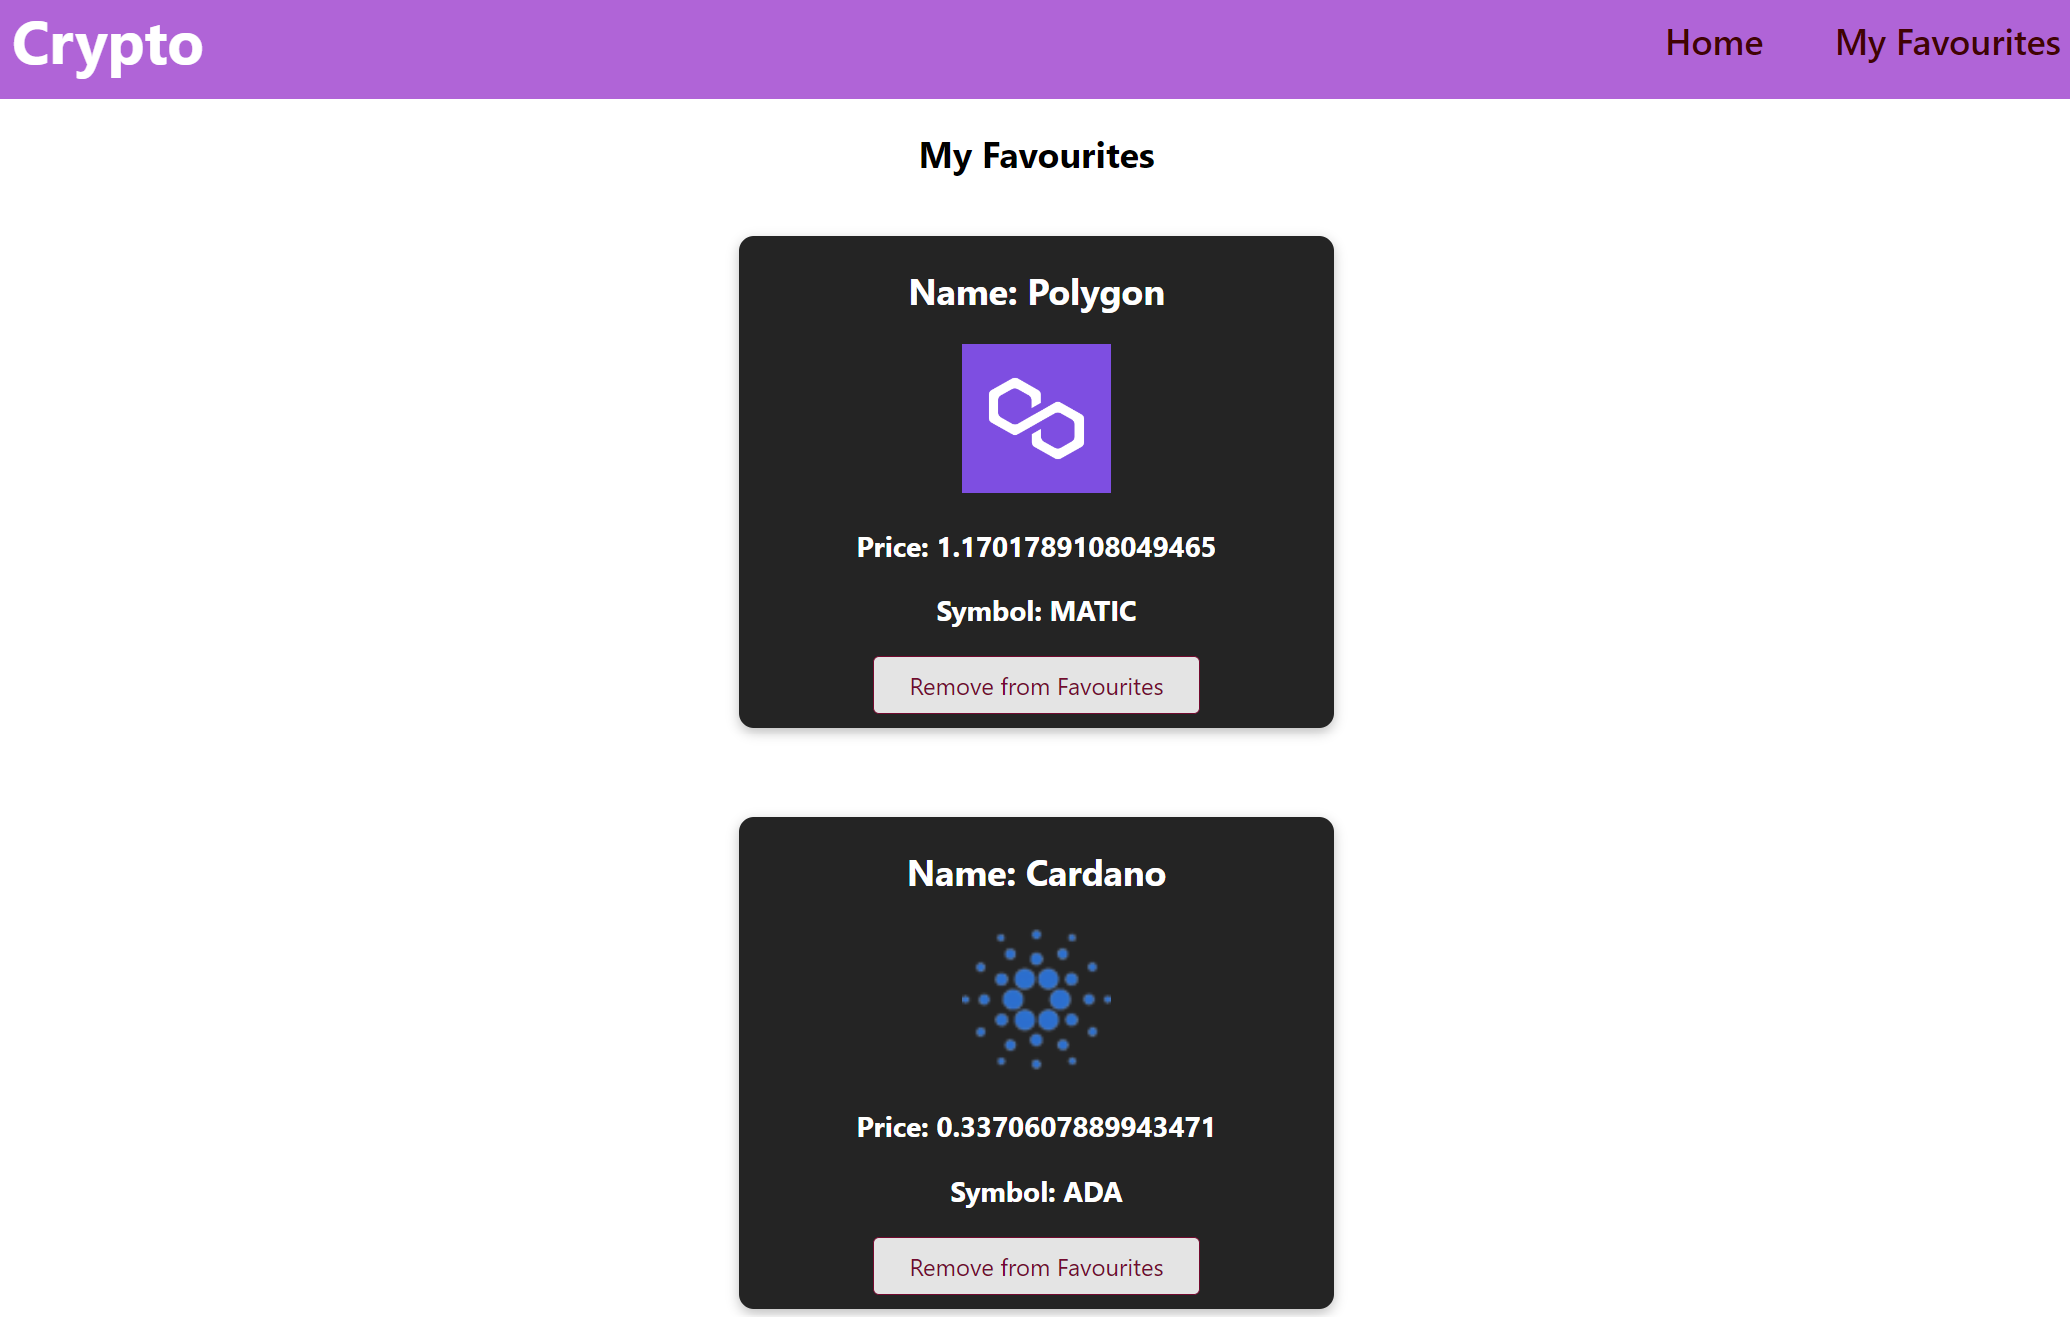 Crypto
Home
My Favourites
My Favourites
Name: Polygon
Price: 1.1701789108049465
Symbol: MATIC
Remove from Favourites
Name: Cardano
Price: 0.3370607889943471
Symbol: ADA
Remove from Favourites